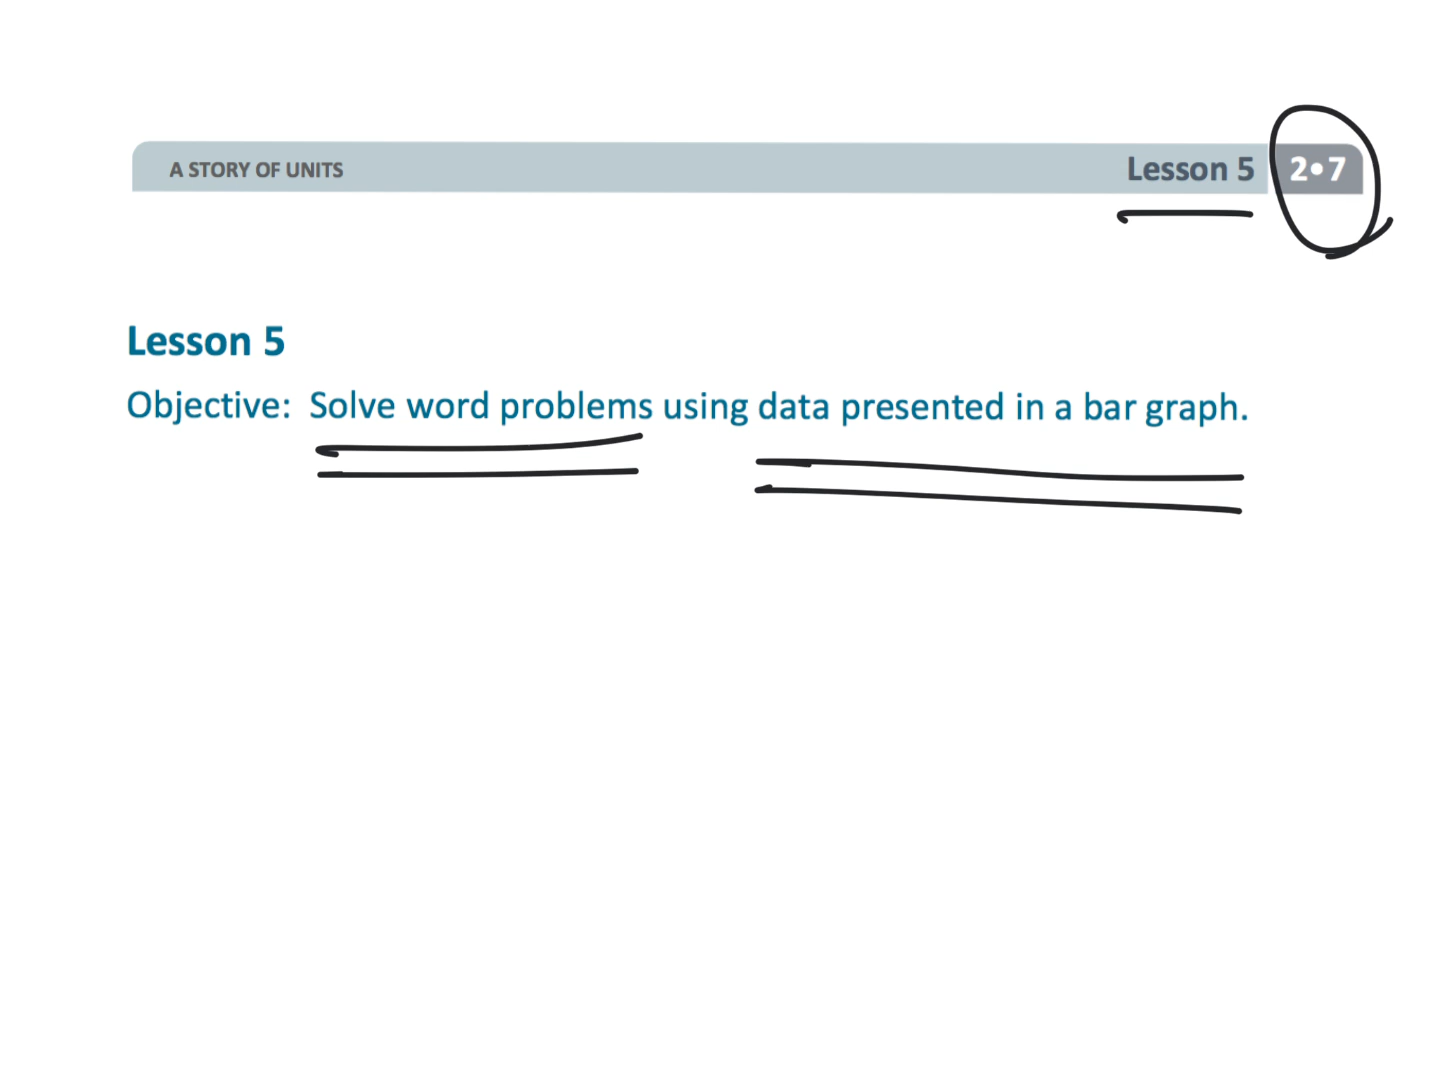 A STORY OF UNITS Lesson 5 2•7
Lesson 5
Objective: Solve word problems using data presented in a bar graph.